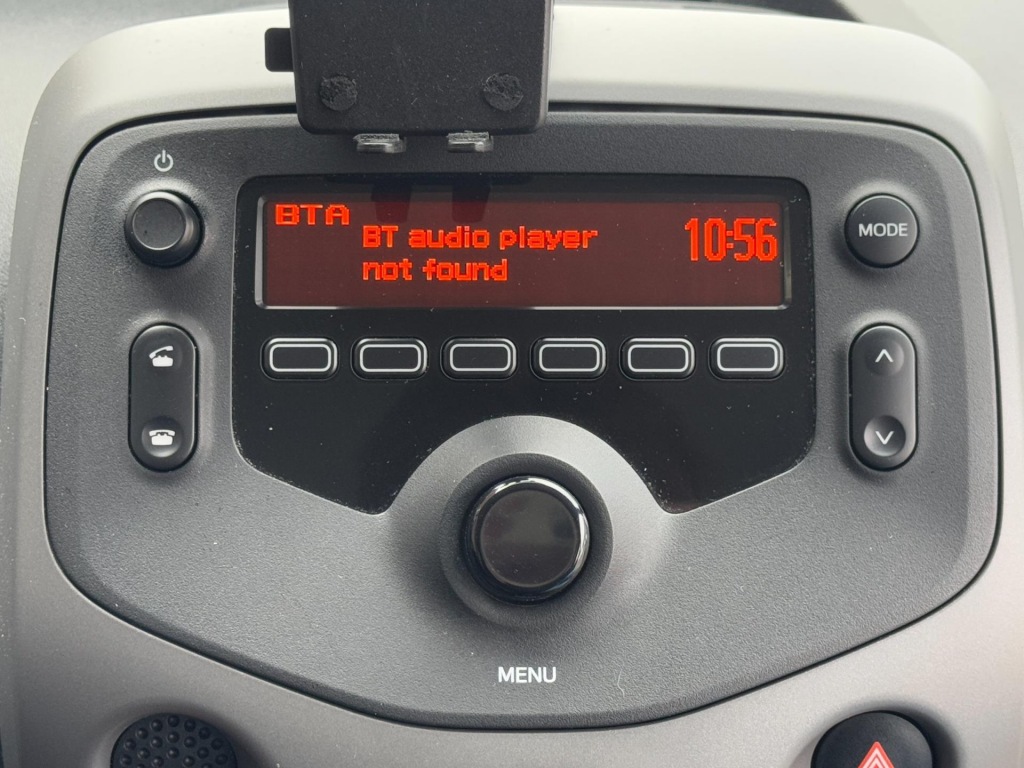 BTA
BT audio player
not found
10:56
MODE
MENU